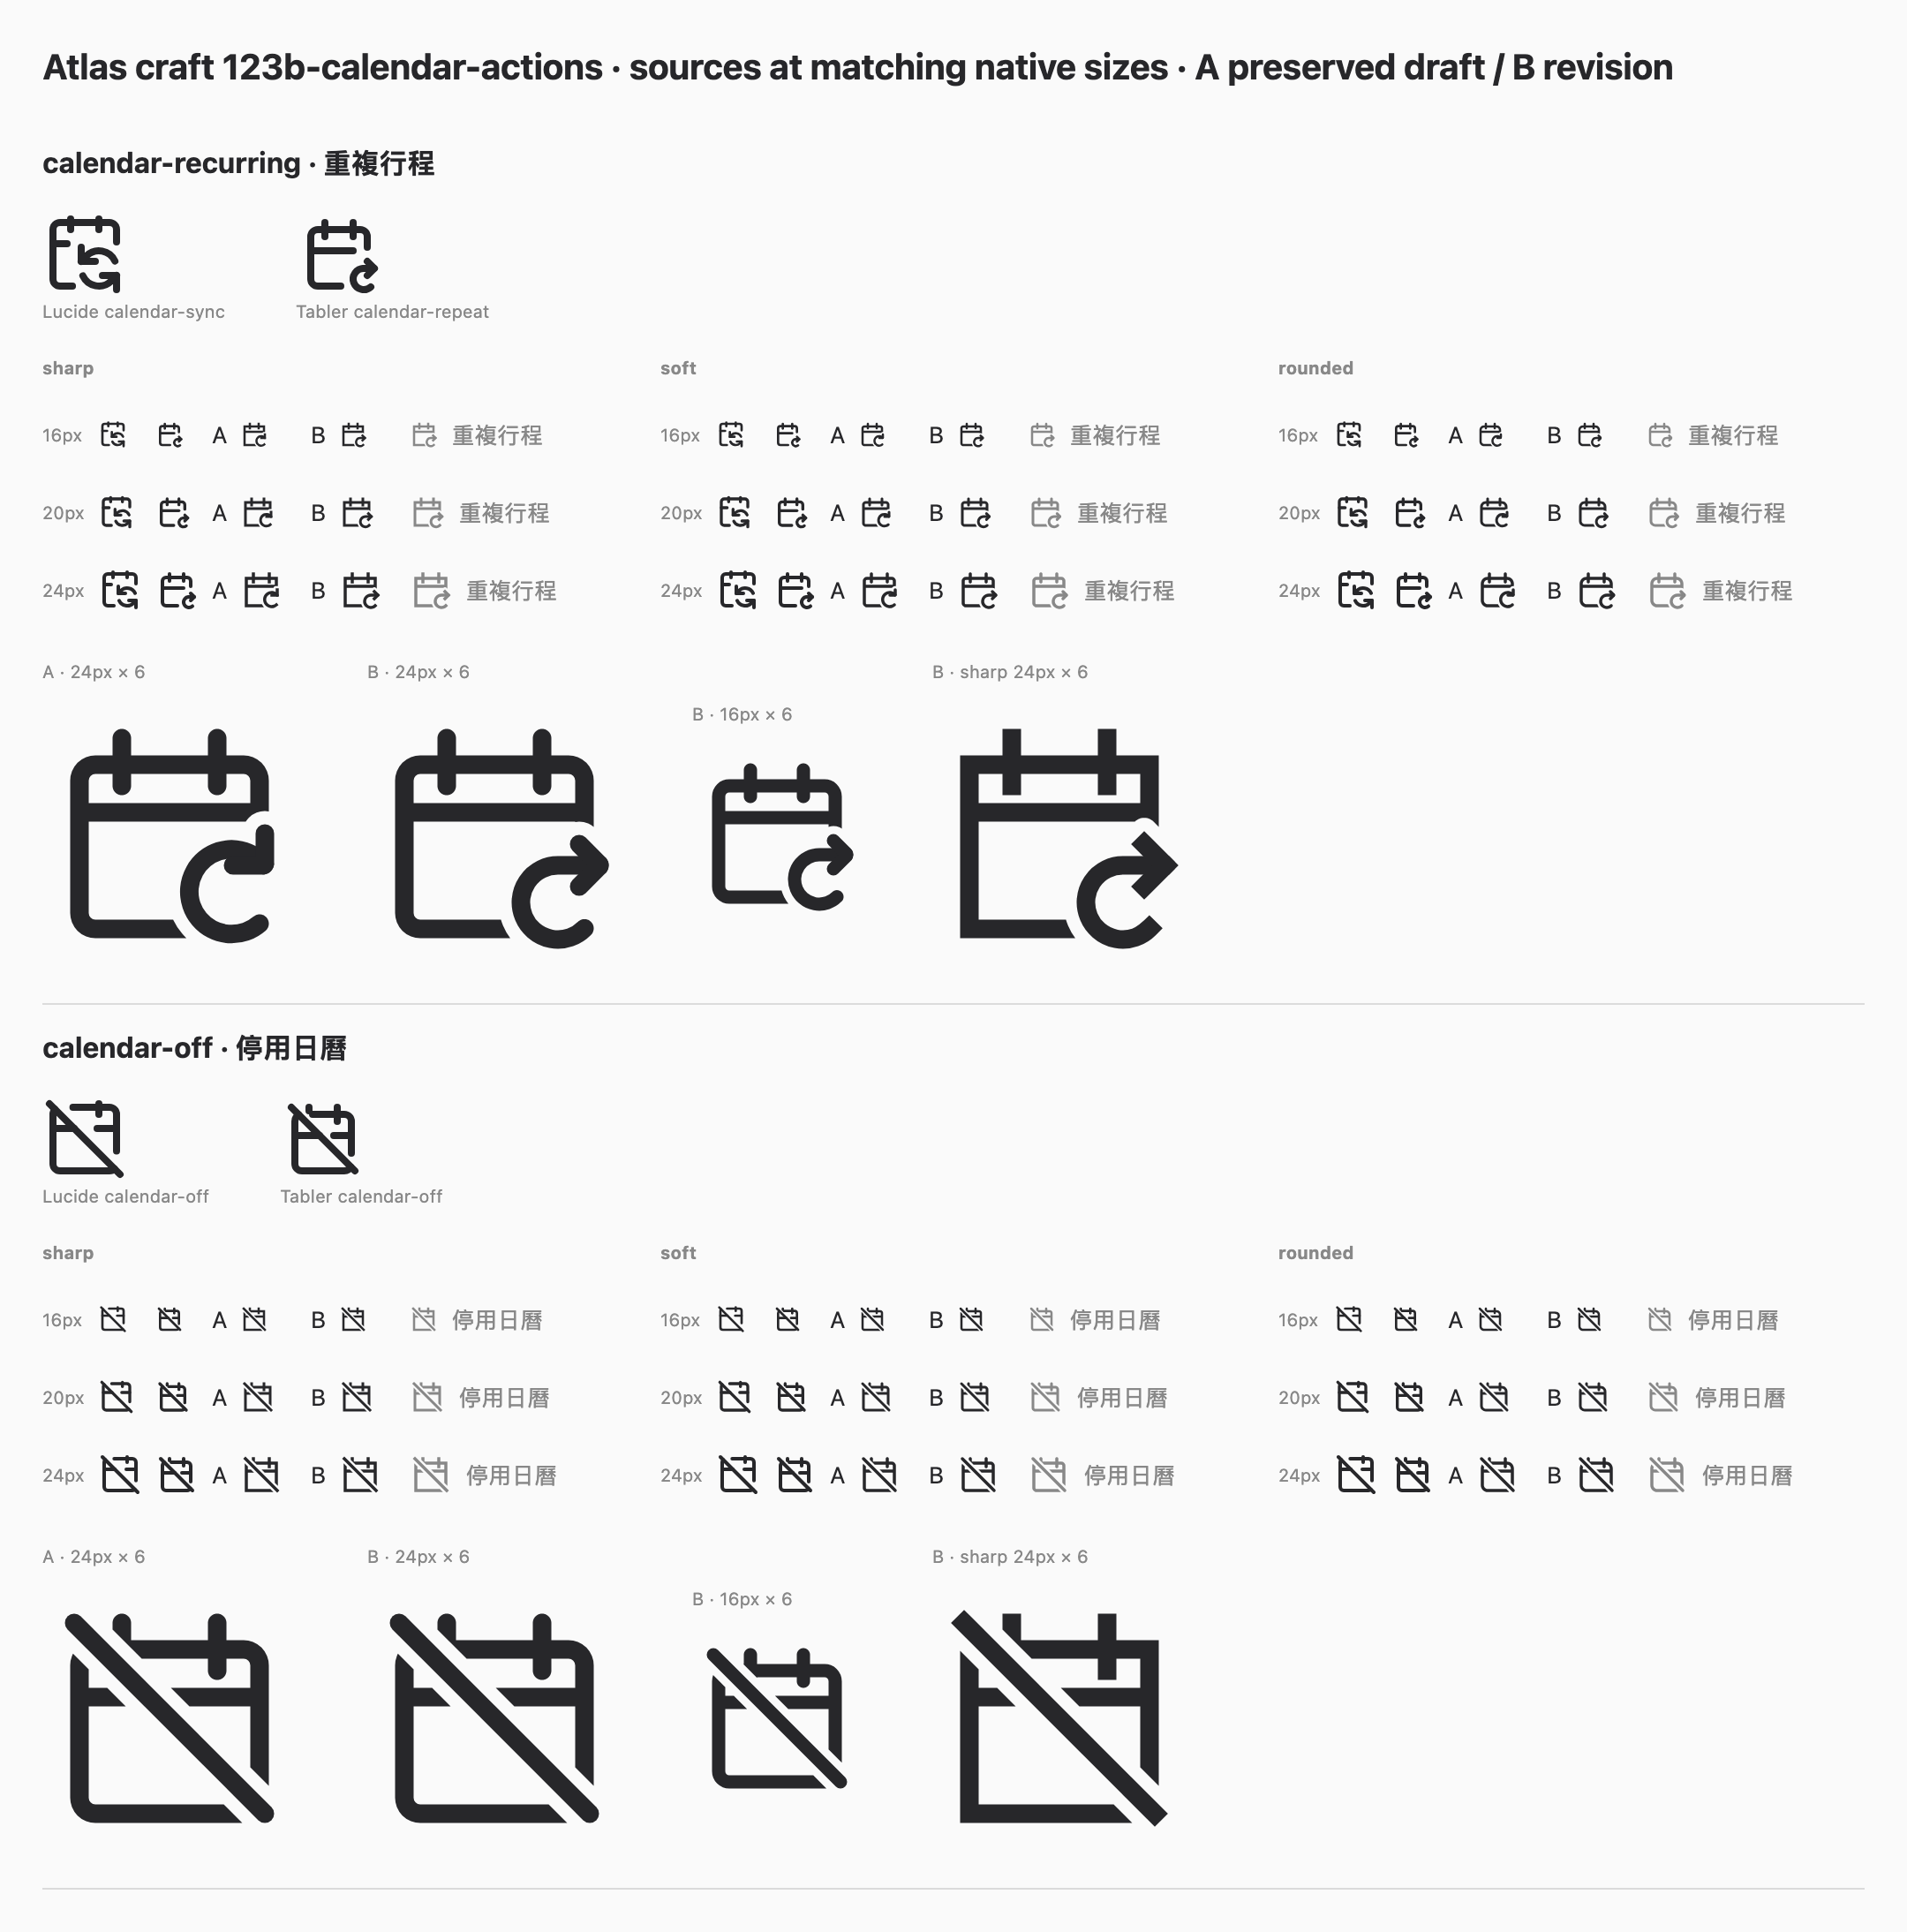 Atlas craft 123b-calendar-actions · sources at matching native sizes · A preserved draft / B revision
calendar-recurring · 重複行程
Lucide calendar-sync Tabler calendar-repeat
sharp soft rounded
16px A B 重複行程 16px A B 重複行程 16px A B 重複行程
20px A B 重複行程 20px A B 重複行程 20px A B 重複行程
24px A B 重複行程 24px A B 重複行程 24px A B 重複行程
A · 24px × 6 B · 24px × 6 B · sharp 24px × 6
B · 16px × 6
calendar-off · 停用日曆
Lucide calendar-off Tabler calendar-off
sharp soft rounded
16px A B 停用日曆 16px A B 停用日曆 16px A B 停用日曆
20px A B 停用日曆 20px A B 停用日曆 20px A B 停用日曆
24px A B 停用日曆 24px A B 停用日曆 24px A B 停用日曆
A · 24px × 6 B · 24px × 6 B · sharp 24px × 6
B · 16px × 6